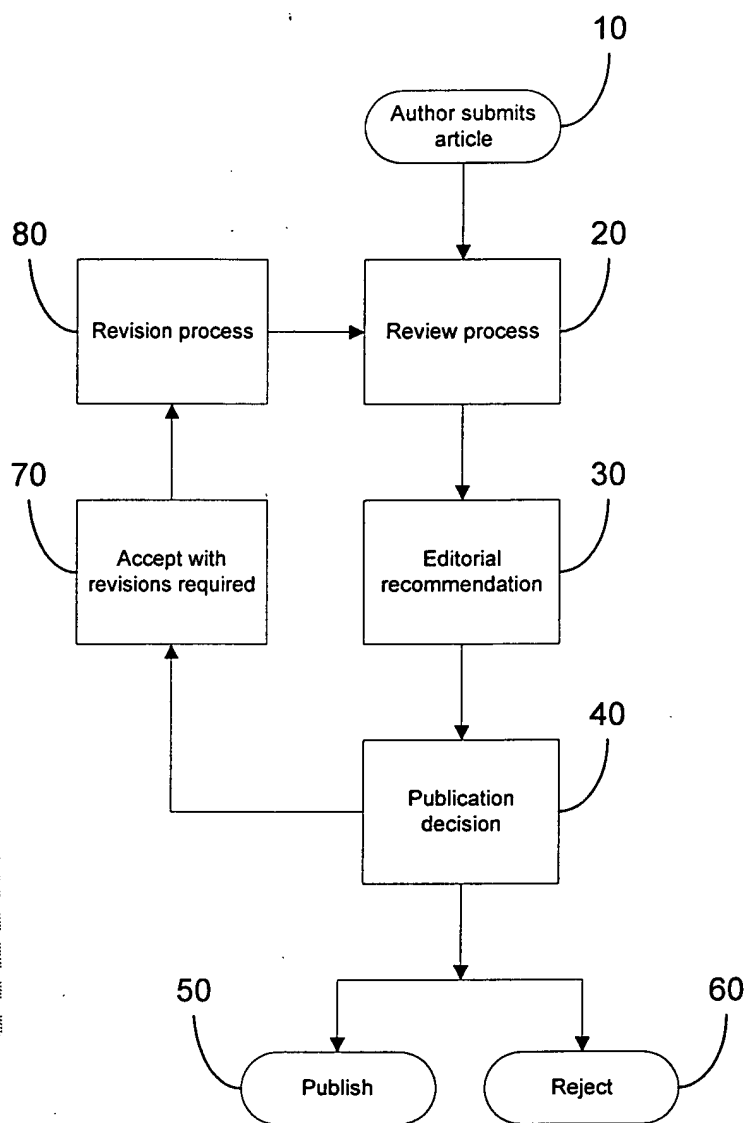 10
Author submits
article
80
20
Revision process
Review process
70
30
Accept with
revisions required
Editorial
recommendation
40
Publication
decision
50
60
Publish
Reject